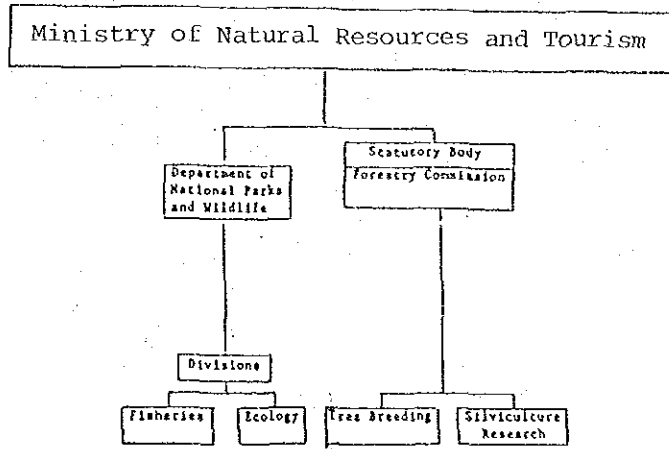 Ministry of Natural Resources and Tourism
Statutory Body
Forestry Commission
Department of
National Parks
and Wildlife
Divisions
Fisheries
Ecology
Tree Breeding
Silviculture
Research